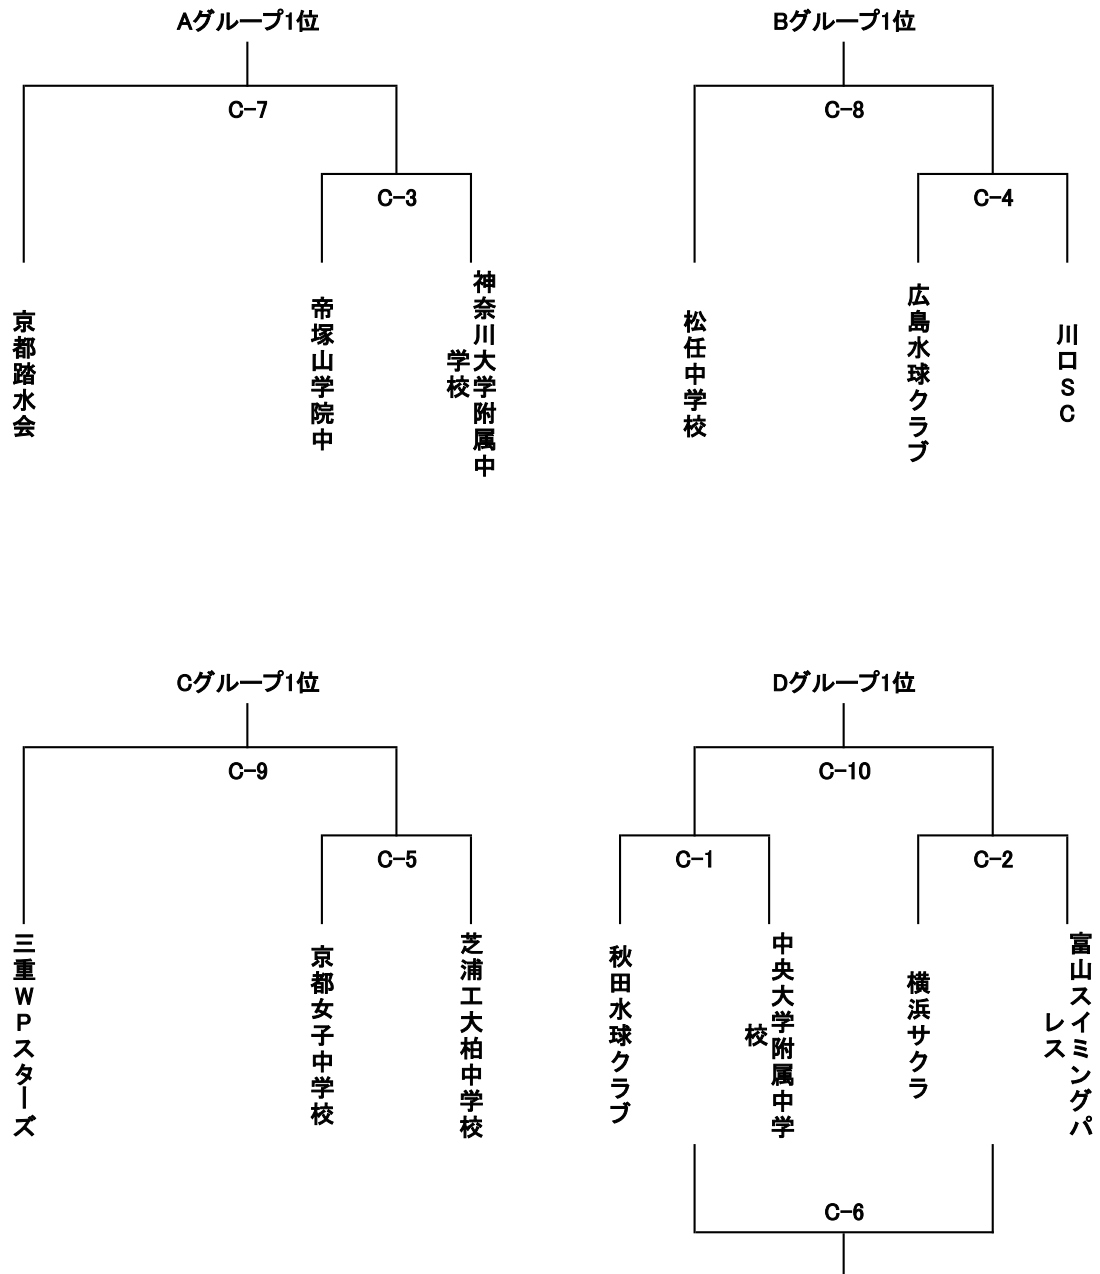 Aグループ1位
Bグループ1位
C-7
C-8
C-3
C-4
京都踏水会
帝塚山学院中
神奈川大学附属中
学校
松任中学校
広島水球クラブ
川口SC
Cグループ1位
Dグループ1位
C-9
C-10
C-5
C-1
C-2
三重WPスターズ
京都女子中学校
芝浦工大柏中学校
秋田水球クラブ
中央大学附属中学
校
横浜サクラ
富山スイミングパ
レス
C-6